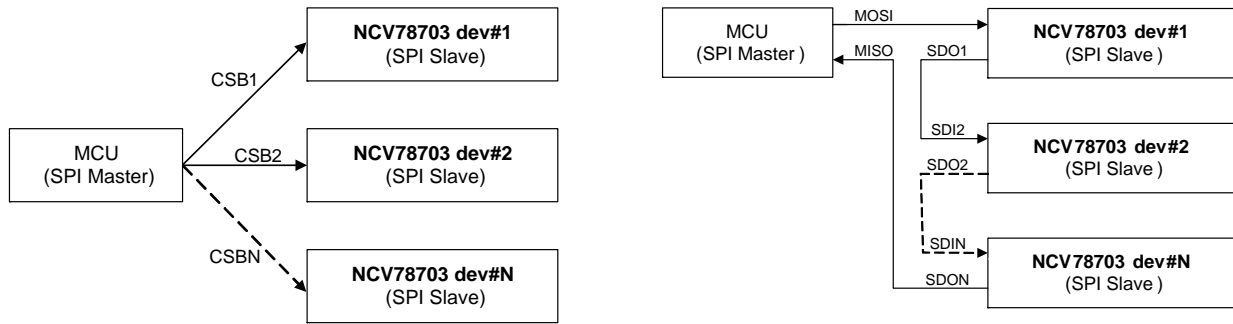 NCV78703 dev#1
(SPI Slave)
CSB1
MCU
(SPI Master)
CSB2
NCV78703 dev#2
(SPI Slave)
CSBN
NCV78703 dev#N
(SPI Slave)
MCU
(SPI Master )
MOSI
MISO
NCV78703 dev#1
(SPI Slave )
SDO1
SDI2
NCV78703 dev#2
(SPI Slave )
SDO2
SDIN
NCV78703 dev#N
(SPI Slave )
SDON